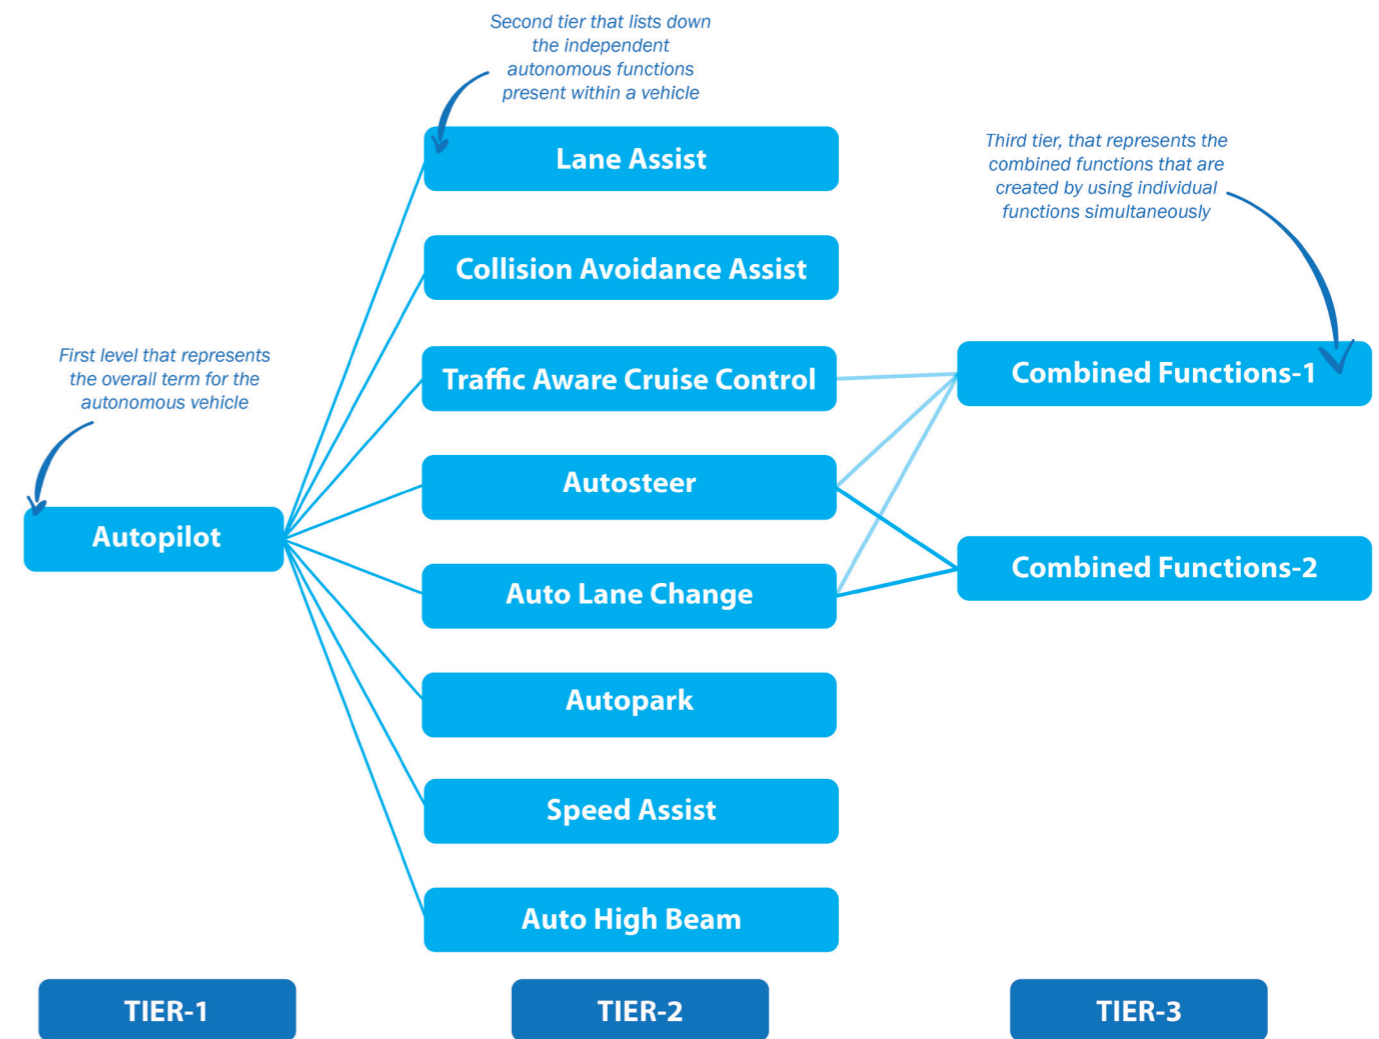 Second tier that lists down
the independent
autonomous functions
present within a vehicle
Lane Assist
Third tier, that represents the
combined functions that are
created by using individual
functions simultaneously
Collision Avoidance Assist
First level that represents
the overall term for the
autonomous vehicle
Traffic Aware Cruise Control
Combined Functions-1
Autosteer
Autopilot
Combined Functions-2
Auto Lane Change
Autopark
Speed Assist
Auto High Beam
TIER-1
TIER-2
TIER-3